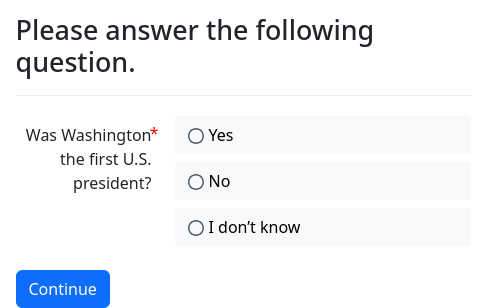 Please answer the following
question.
Was Washington*
the first U.S.
president?
Yes
No
I don’t know
Continue